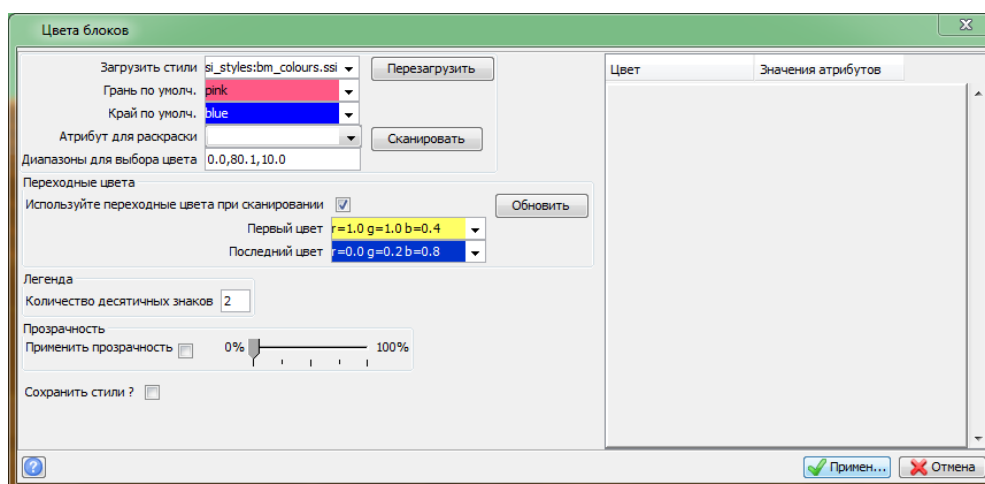 Цвета блоков
Загрузить стили si_styles:bm_colours.ssi Перезагрузить
Грань по умолч. pink
Край по умолч. blue
Атрибут для раскраски Сканировать
Диапазоны для выбора цвета 0.0,80.1,10.0
Переходные цвета
Используйте переходные цвета при сканировании Обновить
Первый цвет r=1.0 g=1.0 b=0.4
Последний цвет r=0.0 g=0.2 b=0.8
Легенда
Количество десятичных знаков 2
Прозрачность
Применить прозрачность 0% 100%
Сохранить стили ?
Цвет Значения атрибутов
? Примен... Отмена